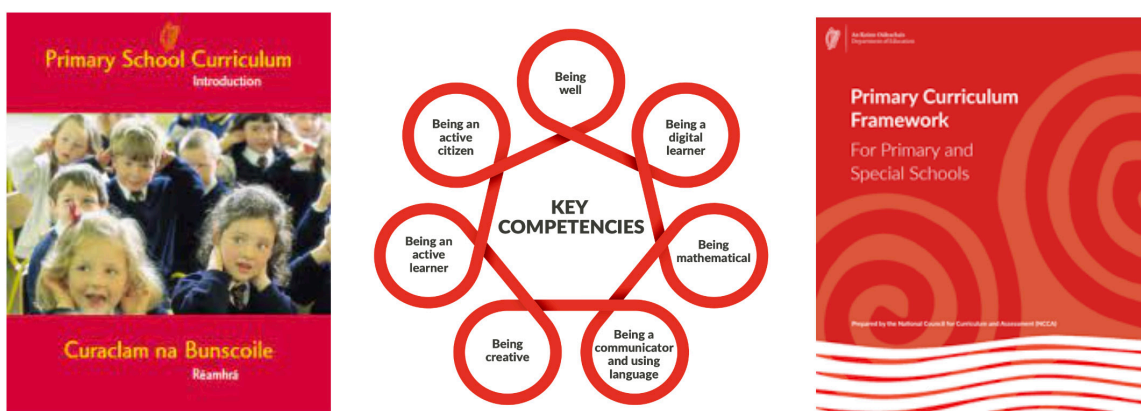 Primary School Curriculum
Introduction
Curaclam na Bunscoile
Réamhrá
Being
well
Being a
digital
learner
Being
mathematical
Being a
communicator
and using
language
Being
creative
Being an
active
learner
Being an
active
citizen
KEY
COMPETENCIES
An Roinn Oideachais
Department of Education
Primary Curriculum
Framework
For Primary and
Special Schools
Prepared by the National Council for Curriculum and Assessment (NCCA)